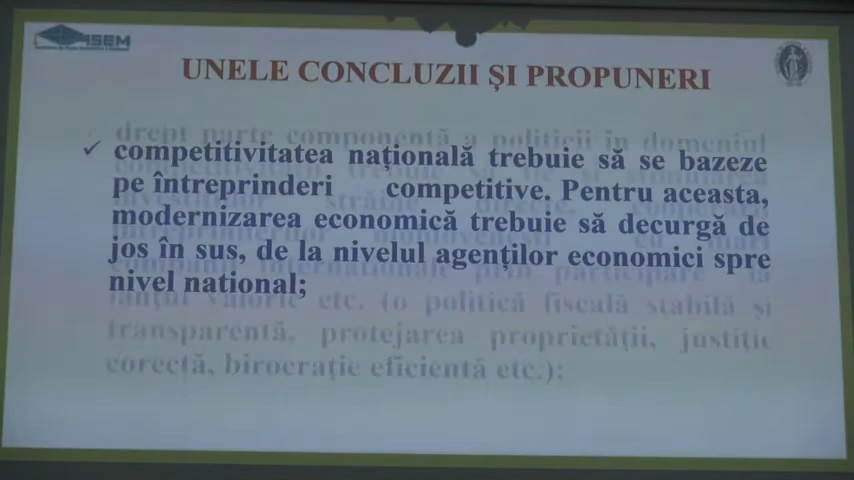 ASEM
UNELE CONCLUZII ȘI PROPUNERI
drept parte componentă a politicii în domeniul
✓ competitivitatea națională trebuie să se bazeze
pe întreprinderi competitive. Pentru aceasta,
modernizarea economică trebuie să decurgă de
jos în sus, de la nivelul agenților economici spre
nivel national;
lanțul valoric etc. (o politică fiscală stabilă și
transparentă, protejarea proprietății, justiție
corectă, birocrație eficientă etc.);